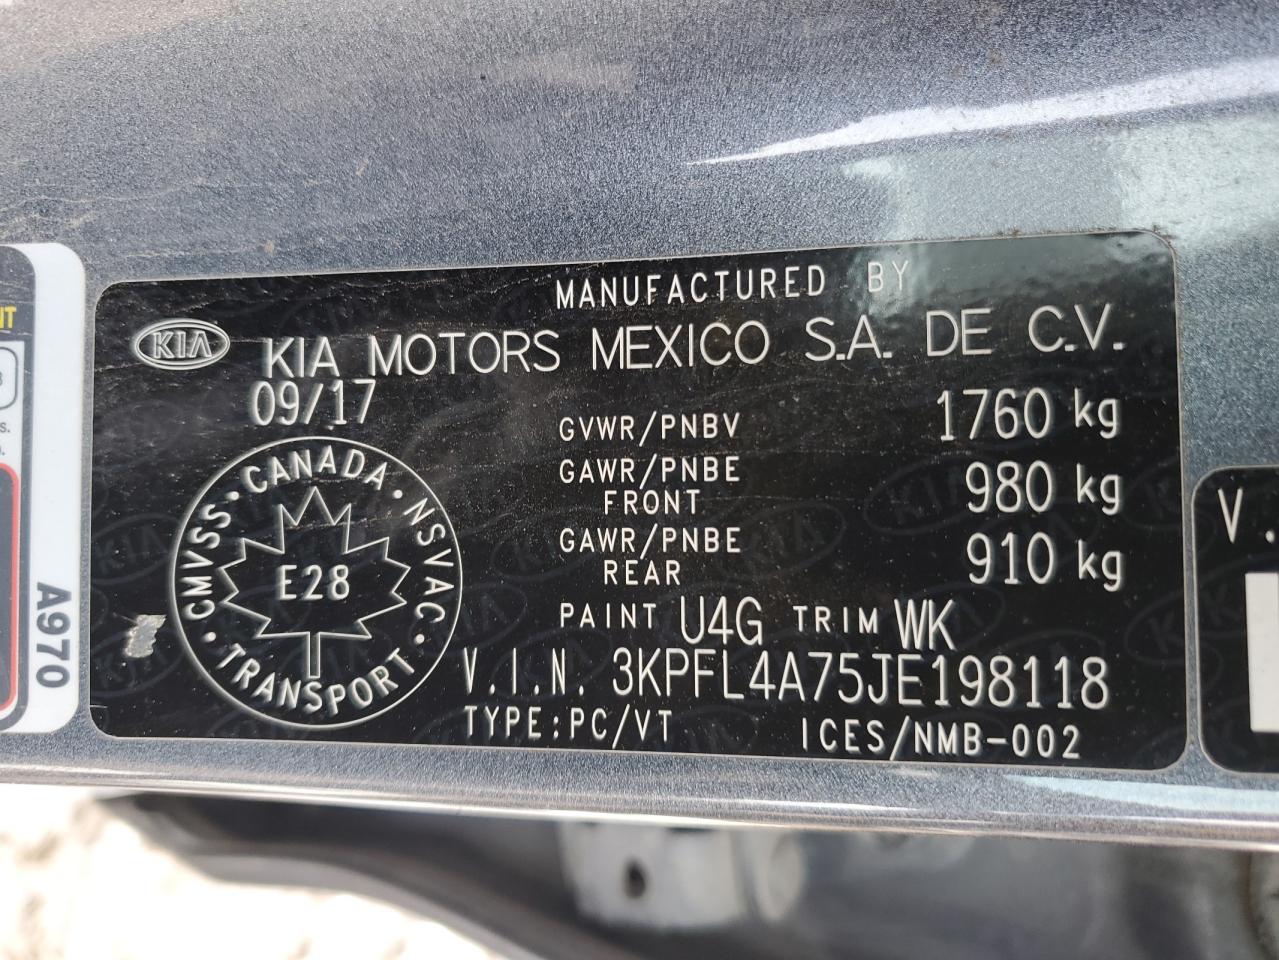 MANUFACTURED BY
KIA
KIA MOTORS MEXICO S.A. DE C.V.
09/17
GVWR/PNBV 1760 kg
GAWR/PNBE 980 kg
FRONT
GAWR/PNBE 910 kg
REAR
CMVSS · CANADA · NSVAC · TRANSPORT ·
E28
PAINT U4G TRIM WK
V.I.N. 3KPFL4A75JE198118
TYPE:PC/VT ICES/NMB-002
A970
V.